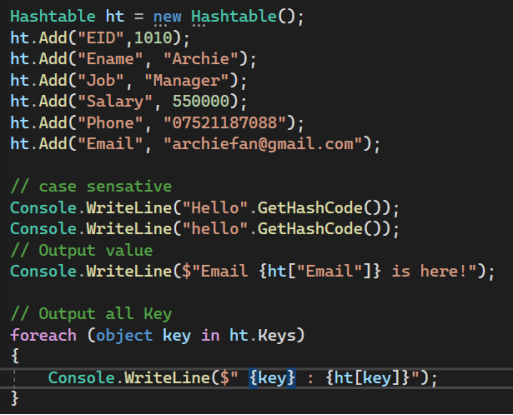 Hashtable ht = new Hashtable();
ht.Add("EID",1010);
ht.Add("Ename", "Archie");
ht.Add("Job", "Manager");
ht.Add("Salary", 550000);
ht.Add("Phone", "07521187088");
ht.Add("Email", "archiefan@gmail.com");
// case sensative
Console.WriteLine("Hello".GetHashCode());
Console.WriteLine("hello".GetHashCode());
// Output value
Console.WriteLine($"Email {ht["Email"]} is here!");
// Output all Key
foreach (object key in ht.Keys)
{
    Console.WriteLine($" {key} : {ht[key]}");
}